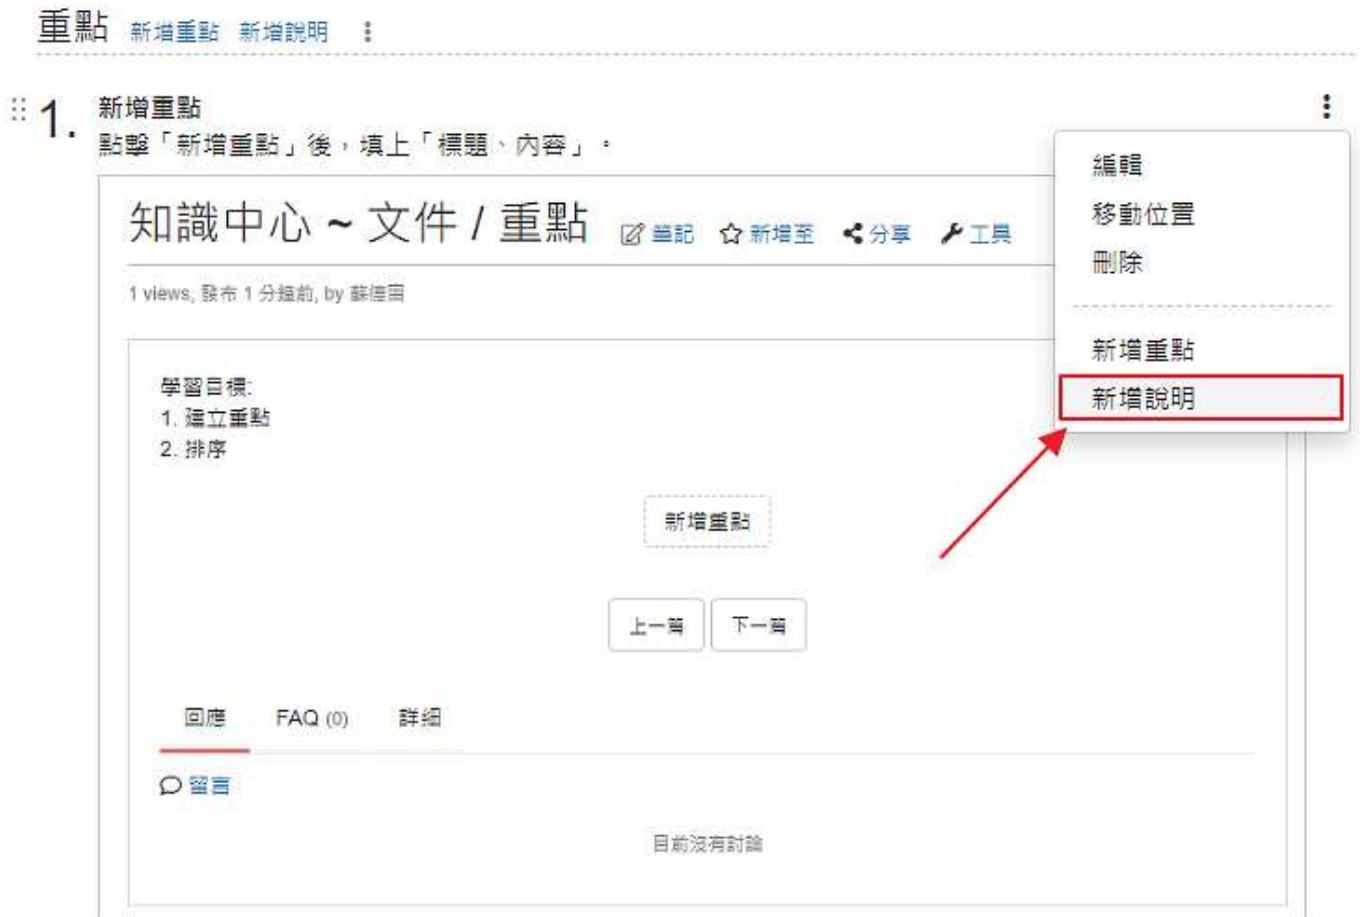 重點 新增重點 新增說明
1. 新增重點
點擊「新增重點」後，填上「標題、內容」。
編輯
移動位置
刪除
新增重點
新增說明
知識中心 ~ 文件 / 重點 筆記 新增至 分享 工具
1 views, 發布 1 分鐘前, by 蘇德宙
學習目標:
1. 建立重點
2. 排序
新增重點
上一篇 下一篇
回應 FAQ (0) 詳細
留言
目前沒有討論